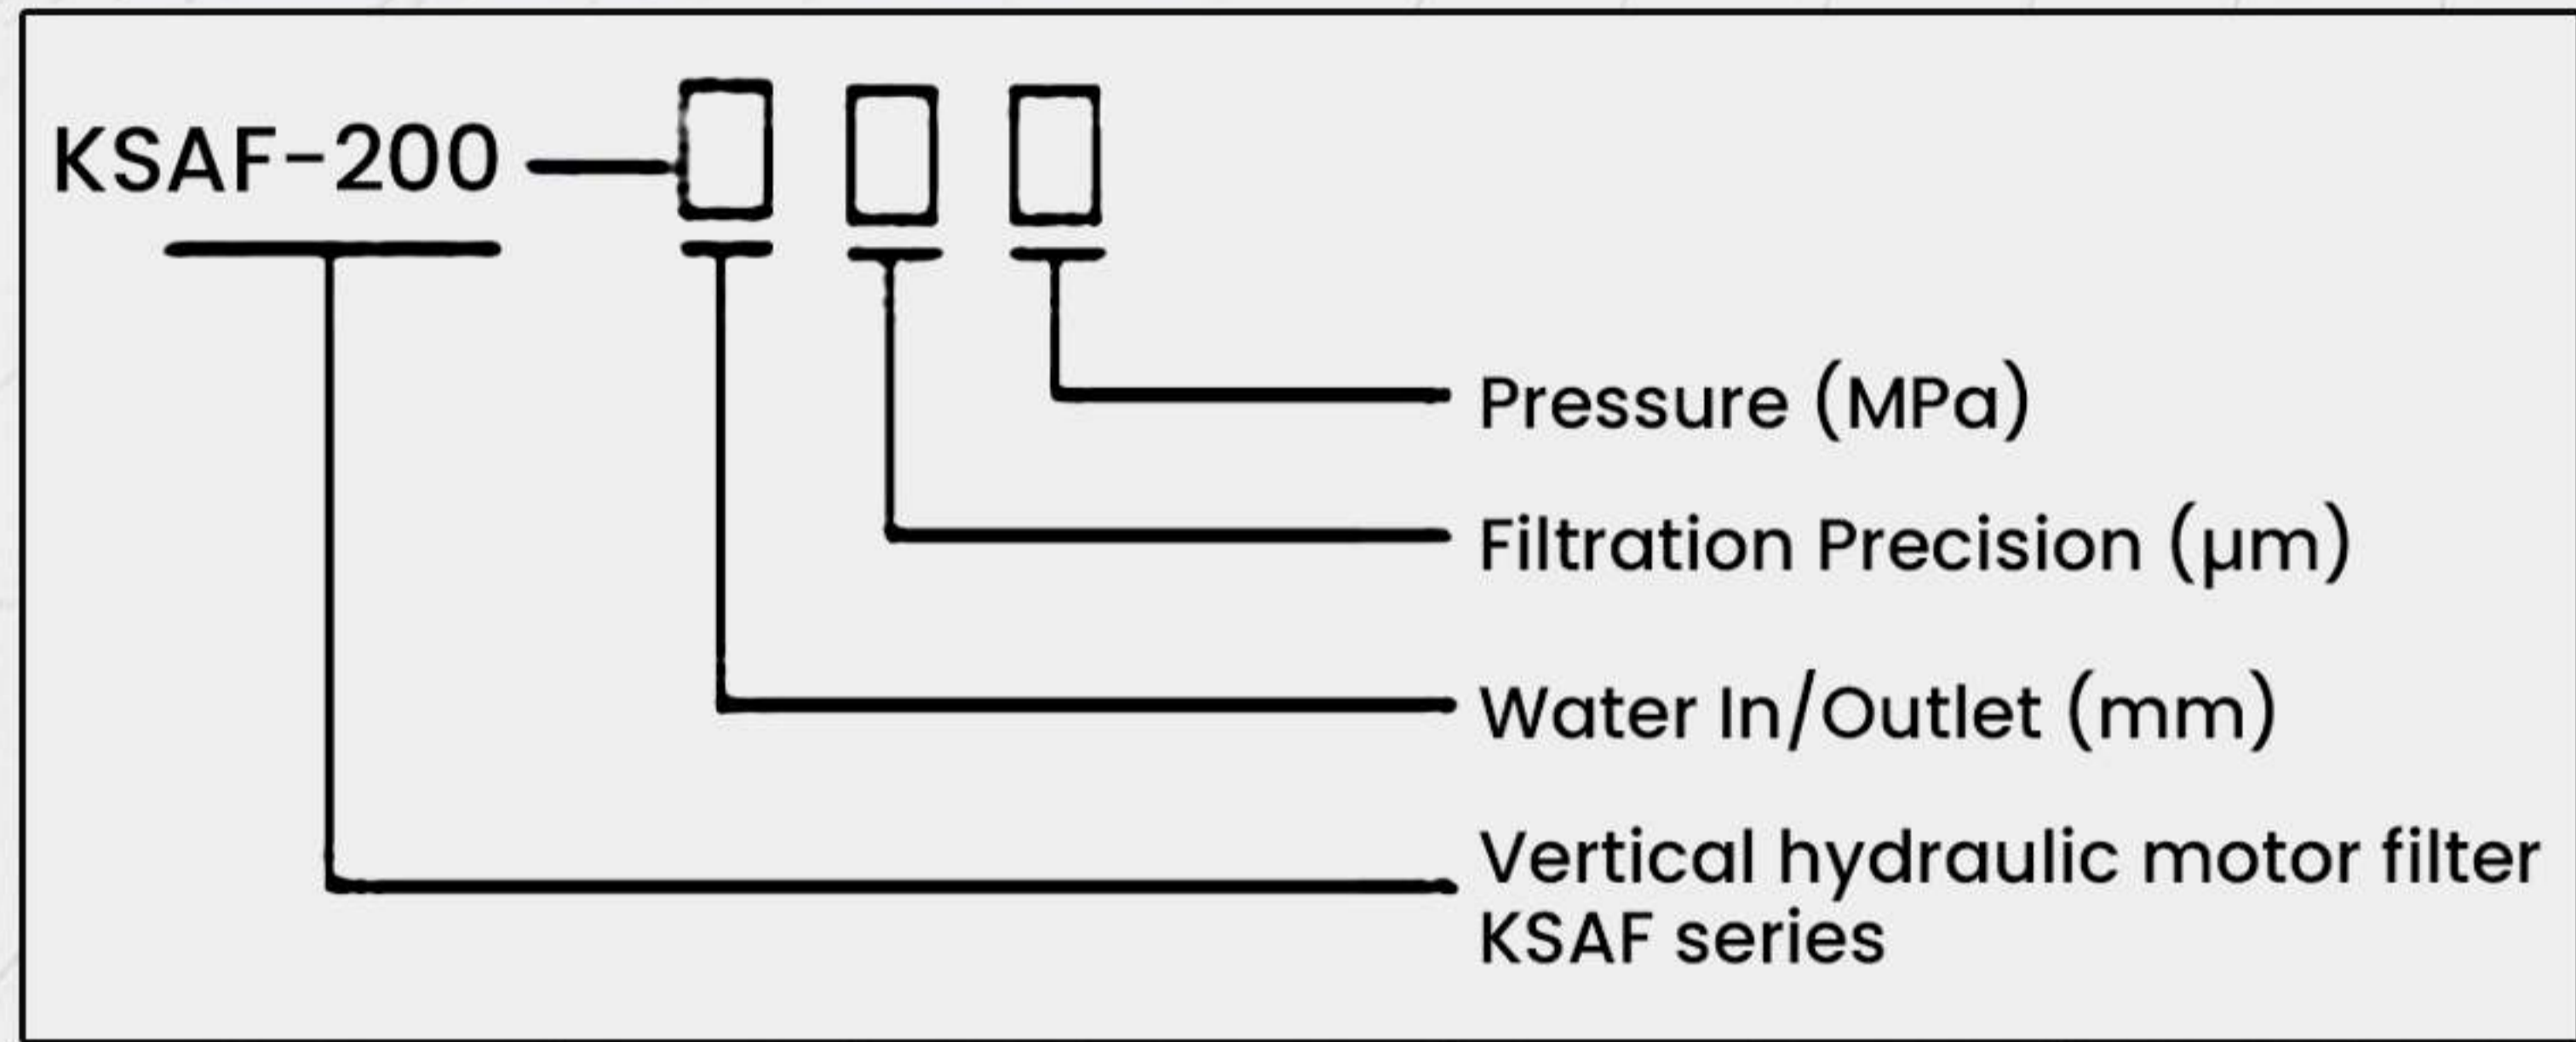 KSAF-200
Pressure (MPa)
Filtration Precision (µm)
Water In/Outlet (mm)
Vertical hydraulic motor filter
KSAF series